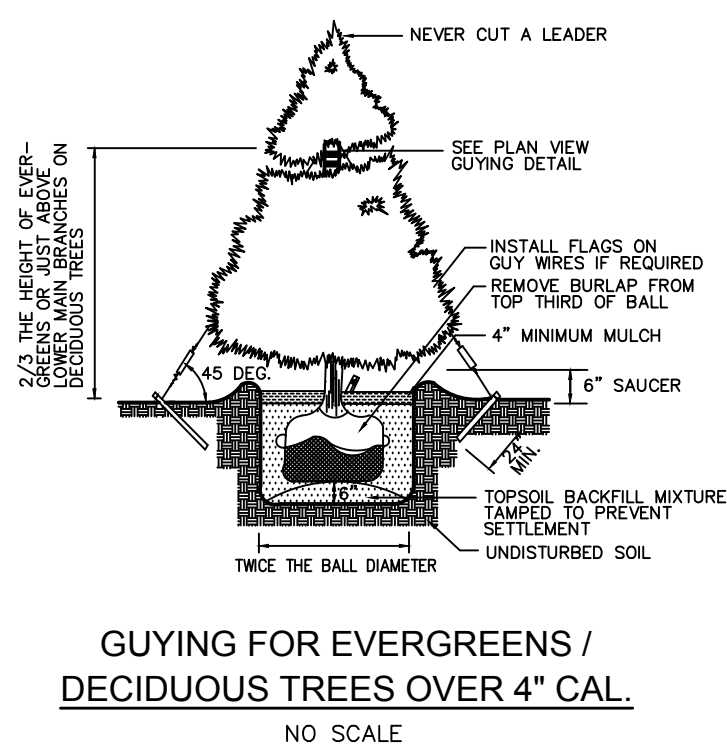 NEVER CUT A LEADER
SEE PLAN VIEW
GUYING DETAIL
2/3 THE HEIGHT OF EVER-
GREENS OR JUST ABOVE
LOWER MAIN BRANCHES ON
DECIDUOUS TREES
INSTALL FLAGS ON
GUY WIRES IF REQUIRED
REMOVE BURLAP FROM
TOP THIRD OF BALL
4" MINIMUM MULCH
45 DEG.
6" SAUCER
24"
MIN.
6"
TOPSOIL BACKFILL MIXTURE
TAMPED TO PREVENT
SETTLEMENT
UNDISTURBED SOIL
TWICE THE BALL DIAMETER
GUYING FOR EVERGREENS /
DECIDUOUS TREES OVER 4" CAL.
NO SCALE